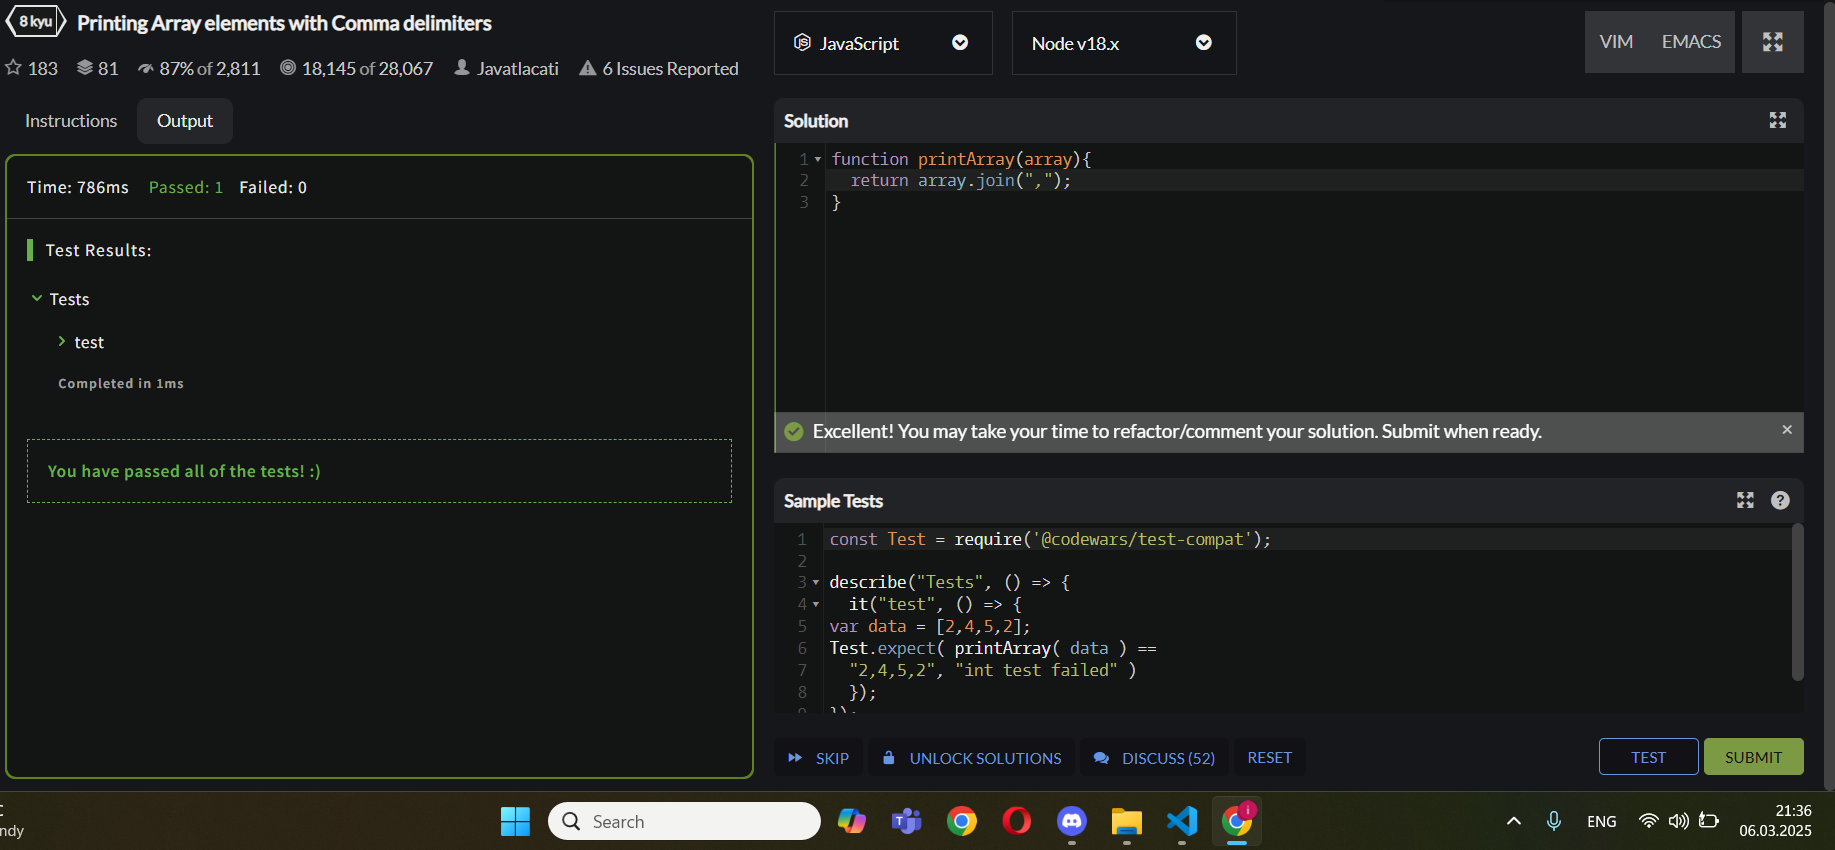 8 kyu Printing Array elements with Comma delimiters
183 81 87% of 2,811 18,145 of 28,067 Javatlacati 6 Issues Reported
Instructions Output
Time: 786ms Passed: 1 Failed: 0
Test Results:
Tests
test
Completed in 1ms
You have passed all of the tests! :)
JavaScript
Node v18.x
VIM EMACS
Solution
1 function printArray(array){
2 return array.join(",");
3 }
Excellent! You may take your time to refactor/comment your solution. Submit when ready.
Sample Tests
1 const Test = require('@codewars/test-compat');
2
3 describe("Tests", () => {
4 it("test", () => {
5 var data = [2,4,5,2];
6 Test.expect( printArray( data ) ==
7 "2,4,5,2", "int test failed" )
8 });
9 });
SKIP UNLOCK SOLUTIONS DISCUSS (52) RESET TEST SUBMIT
ndy
Search
ENG
21:36
06.03.2025